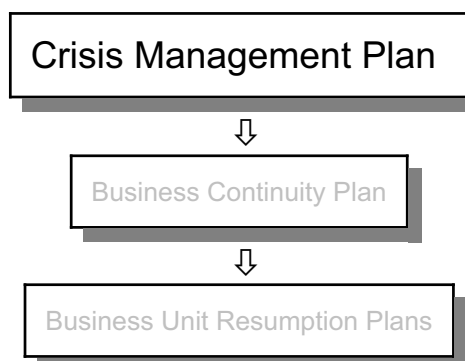 Crisis Management Plan
⇩
Business Continuity Plan
⇩
Business Unit Resumption Plans